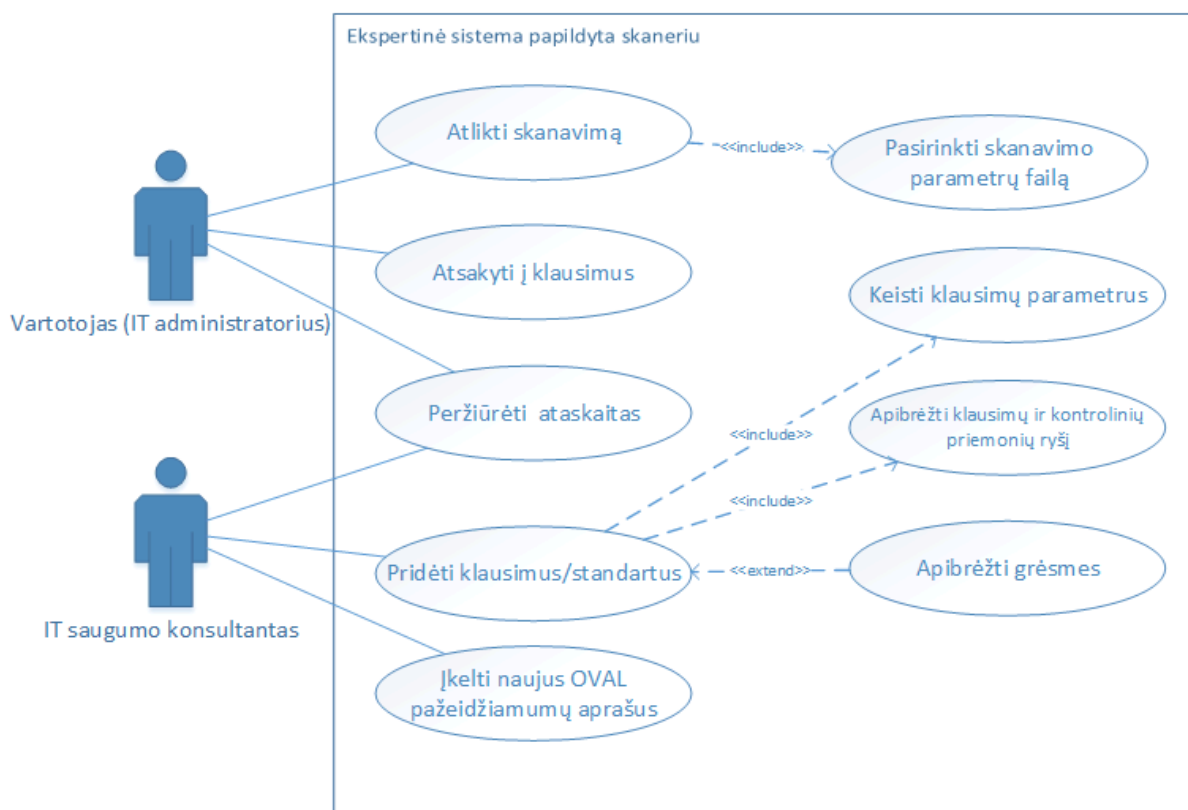 Ekspertinė sistema papildyta skaneriu
Atlikti skanavimą
<<include>>
Pasirinkti skanavimo
parametrų failą
Atsakyti į klausimus
Keisti klausimų parametrus
Vartotojas (IT administratorius)
Peržiūrėti ataskaitas
Apibrėžti klausimų ir kontrolinių
priemonių ryšį
<<include>>
<<include>>
Pridėti klausimus/standartus
<<extend>>
Apibrėžti grėsmes
IT saugumo konsultantas
Įkelti naujus OVAL
pažeidžiamumų aprašus